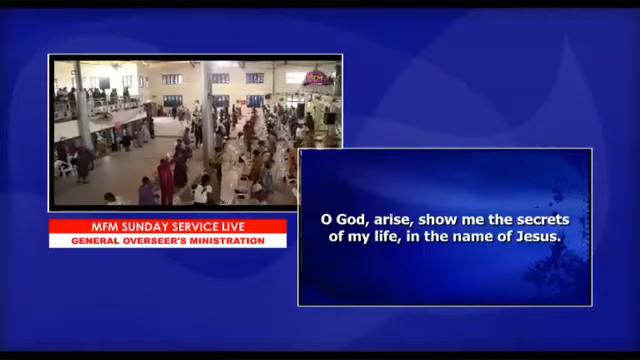 MFM SUNDAY SERVICE LIVE
GENERAL OVERSEER'S MINISTRATION
O God, arise, show me the secrets
of my life, in the name of Jesus.